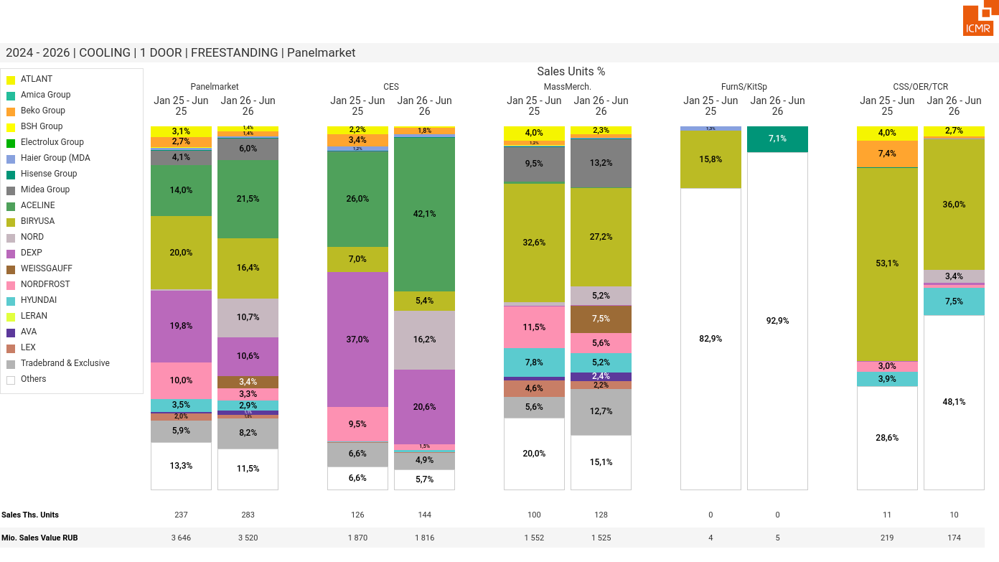 ICMR
2024 - 2026 | COOLING | 1 DOOR | FREESTANDING | Panelmarket
ATLANT
Amica Group
Beko Group
BSH Group
Electrolux Group
Haier Group (MDA
Hisense Group
Midea Group
ACELINE
BIRYUSA
NORD
DEXP
WEISSGAUFF
NORDFROST
HYUNDAI
LERAN
AVA
LEX
Tradebrand & Exclusive
Others
Sales Units %
Panelmarket
Jan 25 - Jun
25
3,1%
2,7%
4,1%
14,0%
20,0%
19,8%
10,0%
3,5%
2,0%
5,9%
13,3%
Jan 26 - Jun
26
1,4%
1,4%
6,0%
21,5%
16,4%
10,7%
10,6%
3,4%
3,3%
2,9%
8,2%
11,5%
CES
Jan 25 - Jun
25
2,2%
3,4%
1,2%
26,0%
7,0%
37,0%
9,5%
6,6%
6,6%
Jan 26 - Jun
26
1,8%
42,1%
5,4%
16,2%
20,6%
1,5%
4,9%
5,7%
MassMerch.
Jan 25 - Jun
25
4,0%
1,2%
9,5%
32,6%
11,5%
7,8%
4,6%
5,6%
20,0%
Jan 26 - Jun
26
2,3%
13,2%
27,2%
5,2%
7,5%
5,6%
5,2%
2,4%
2,2%
12,7%
15,1%
FurnS/KitSp
Jan 25 - Jun
25
1,3%
15,8%
82,9%
Jan 26 - Jun
26
7,1%
92,9%
CSS/OER/TCR
Jan 25 - Jun
25
4,0%
7,4%
53,1%
3,0%
3,9%
28,6%
Jan 26 - Jun
26
2,7%
36,0%
3,4%
7,5%
48,1%
Sales Ths. Units 237 283 126 144 100 128 0 0 11 10
Mio. Sales Value RUB 3 646 3 520 1 870 1 816 1 552 1 525 4 5 219 174